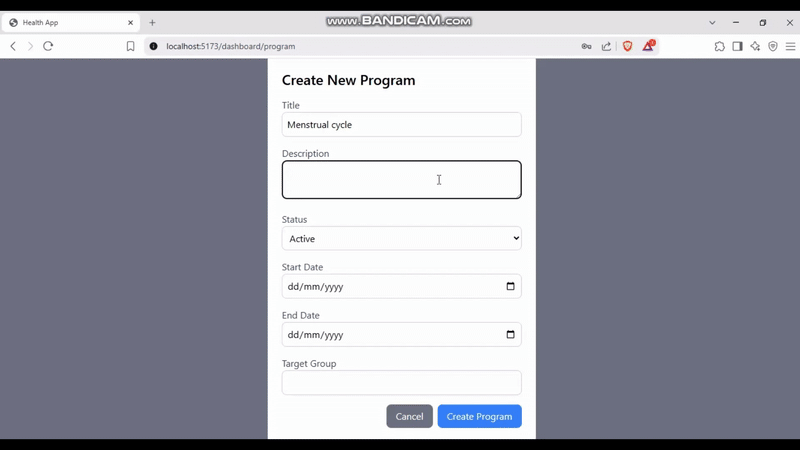 Health App
www.BANDICAM.com
localhost:5173/dashboard/program
Create New Program
Title
Menstrual cycle
Description
Status
Active
Start Date
dd/mm/yyyy
End Date
dd/mm/yyyy
Target Group
Cancel
Create Program